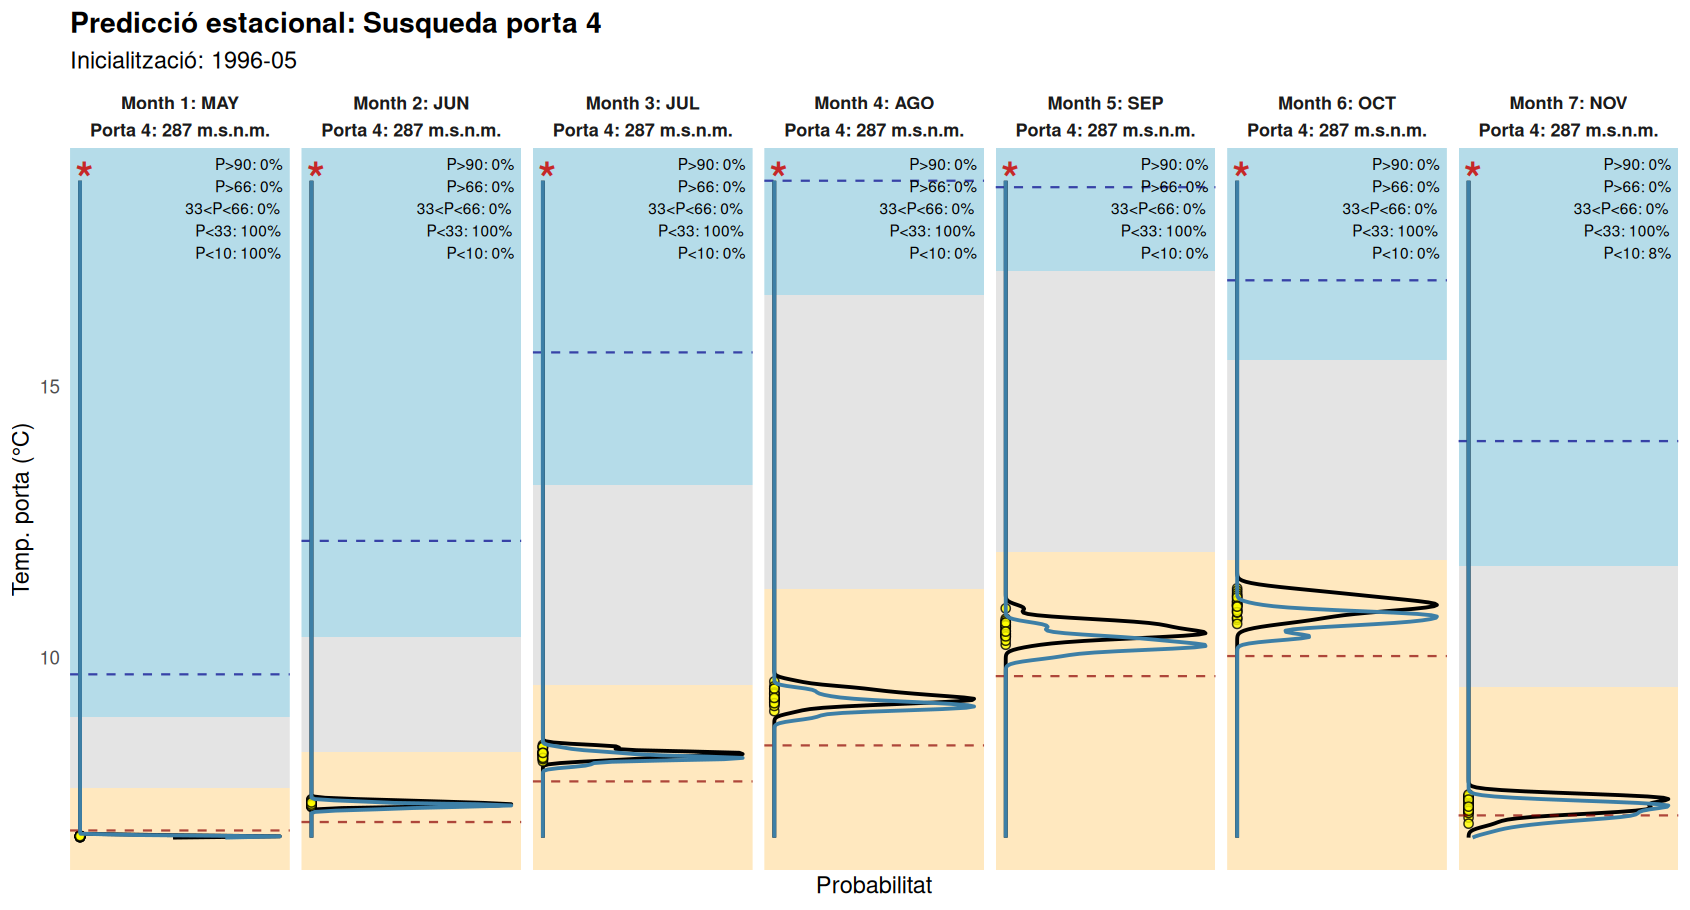 Predicció estacional: Susqueda porta 4
Inicialització: 1996-05
Month 1: MAY
Porta 4: 287 m.s.n.m.
*
P>90: 0%
P>66: 0%
33<P<66: 0%
P<33: 100%
P<10: 100%
Month 2: JUN
Porta 4: 287 m.s.n.m.
*
P>90: 0%
P>66: 0%
33<P<66: 0%
P<33: 100%
P<10: 0%
Month 3: JUL
Porta 4: 287 m.s.n.m.
*
P>90: 0%
P>66: 0%
33<P<66: 0%
P<33: 100%
P<10: 0%
Month 4: AGO
Porta 4: 287 m.s.n.m.
*
P>90: 0%
P>66: 0%
33<P<66: 0%
P<33: 100%
P<10: 0%
Month 5: SEP
Porta 4: 287 m.s.n.m.
*
P>90: 0%
P>66: 0%
33<P<66: 0%
P<33: 100%
P<10: 0%
Month 6: OCT
Porta 4: 287 m.s.n.m.
*
P>90: 0%
P>66: 0%
33<P<66: 0%
P<33: 100%
P<10: 0%
Month 7: NOV
Porta 4: 287 m.s.n.m.
*
P>90: 0%
P>66: 0%
33<P<66: 0%
P<33: 100%
P<10: 8%
15
10
Temp. porta (°C)
Probabilitat